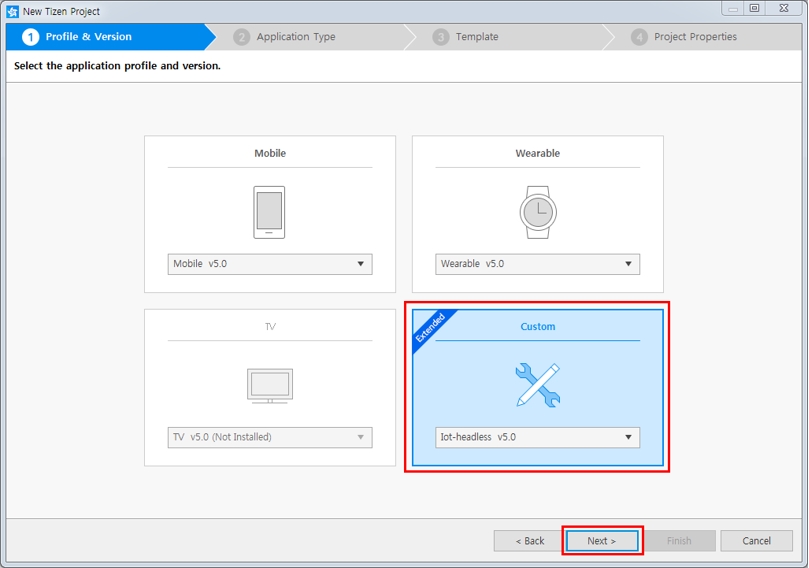 New Tizen Project
1 Profile & Version
2 Application Type
3 Template
4 Project Properties
Select the application profile and version.
Mobile
Mobile v5.0
Wearable
Wearable v5.0
TV
TV v5.0 (Not Installed)
Extended
Custom
Iot-headless v5.0
< Back
Next >
Finish
Cancel